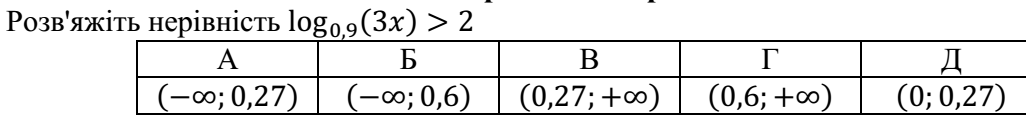 Розв'яжіть нерівність log₀,₉(3x) > 2
А Б В Г Д
(−∞; 0,27) (−∞; 0,6) (0,27; +∞) (0,6; +∞) (0; 0,27)